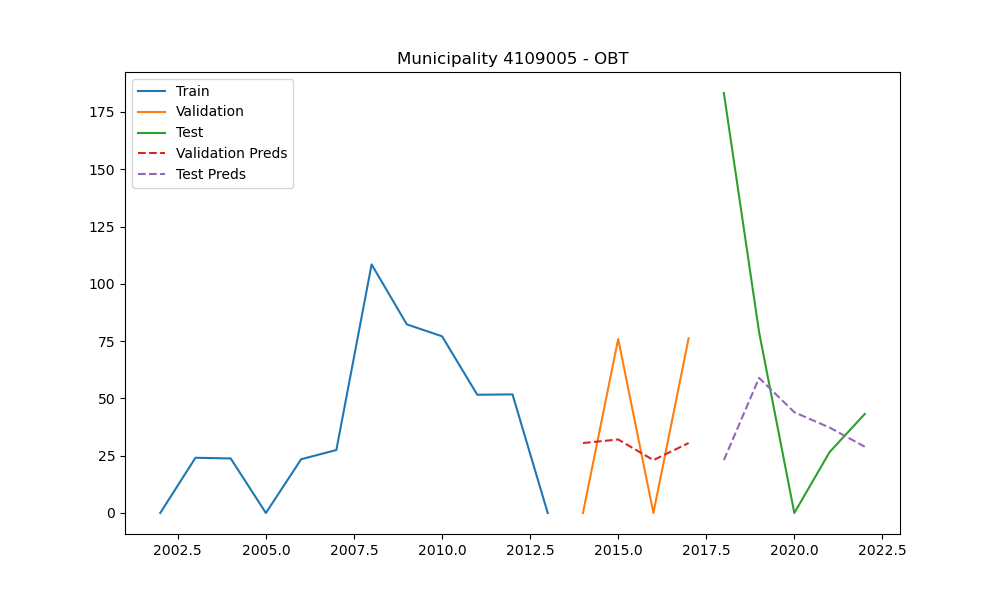 Municipality 4109005 - OBT
Train
Validation
Test
Validation Preds
Test Preds
175
150
125
100
75
50
25
0
2002.5 2005.0 2007.5 2010.0 2012.5 2015.0 2017.5 2020.0 2022.5